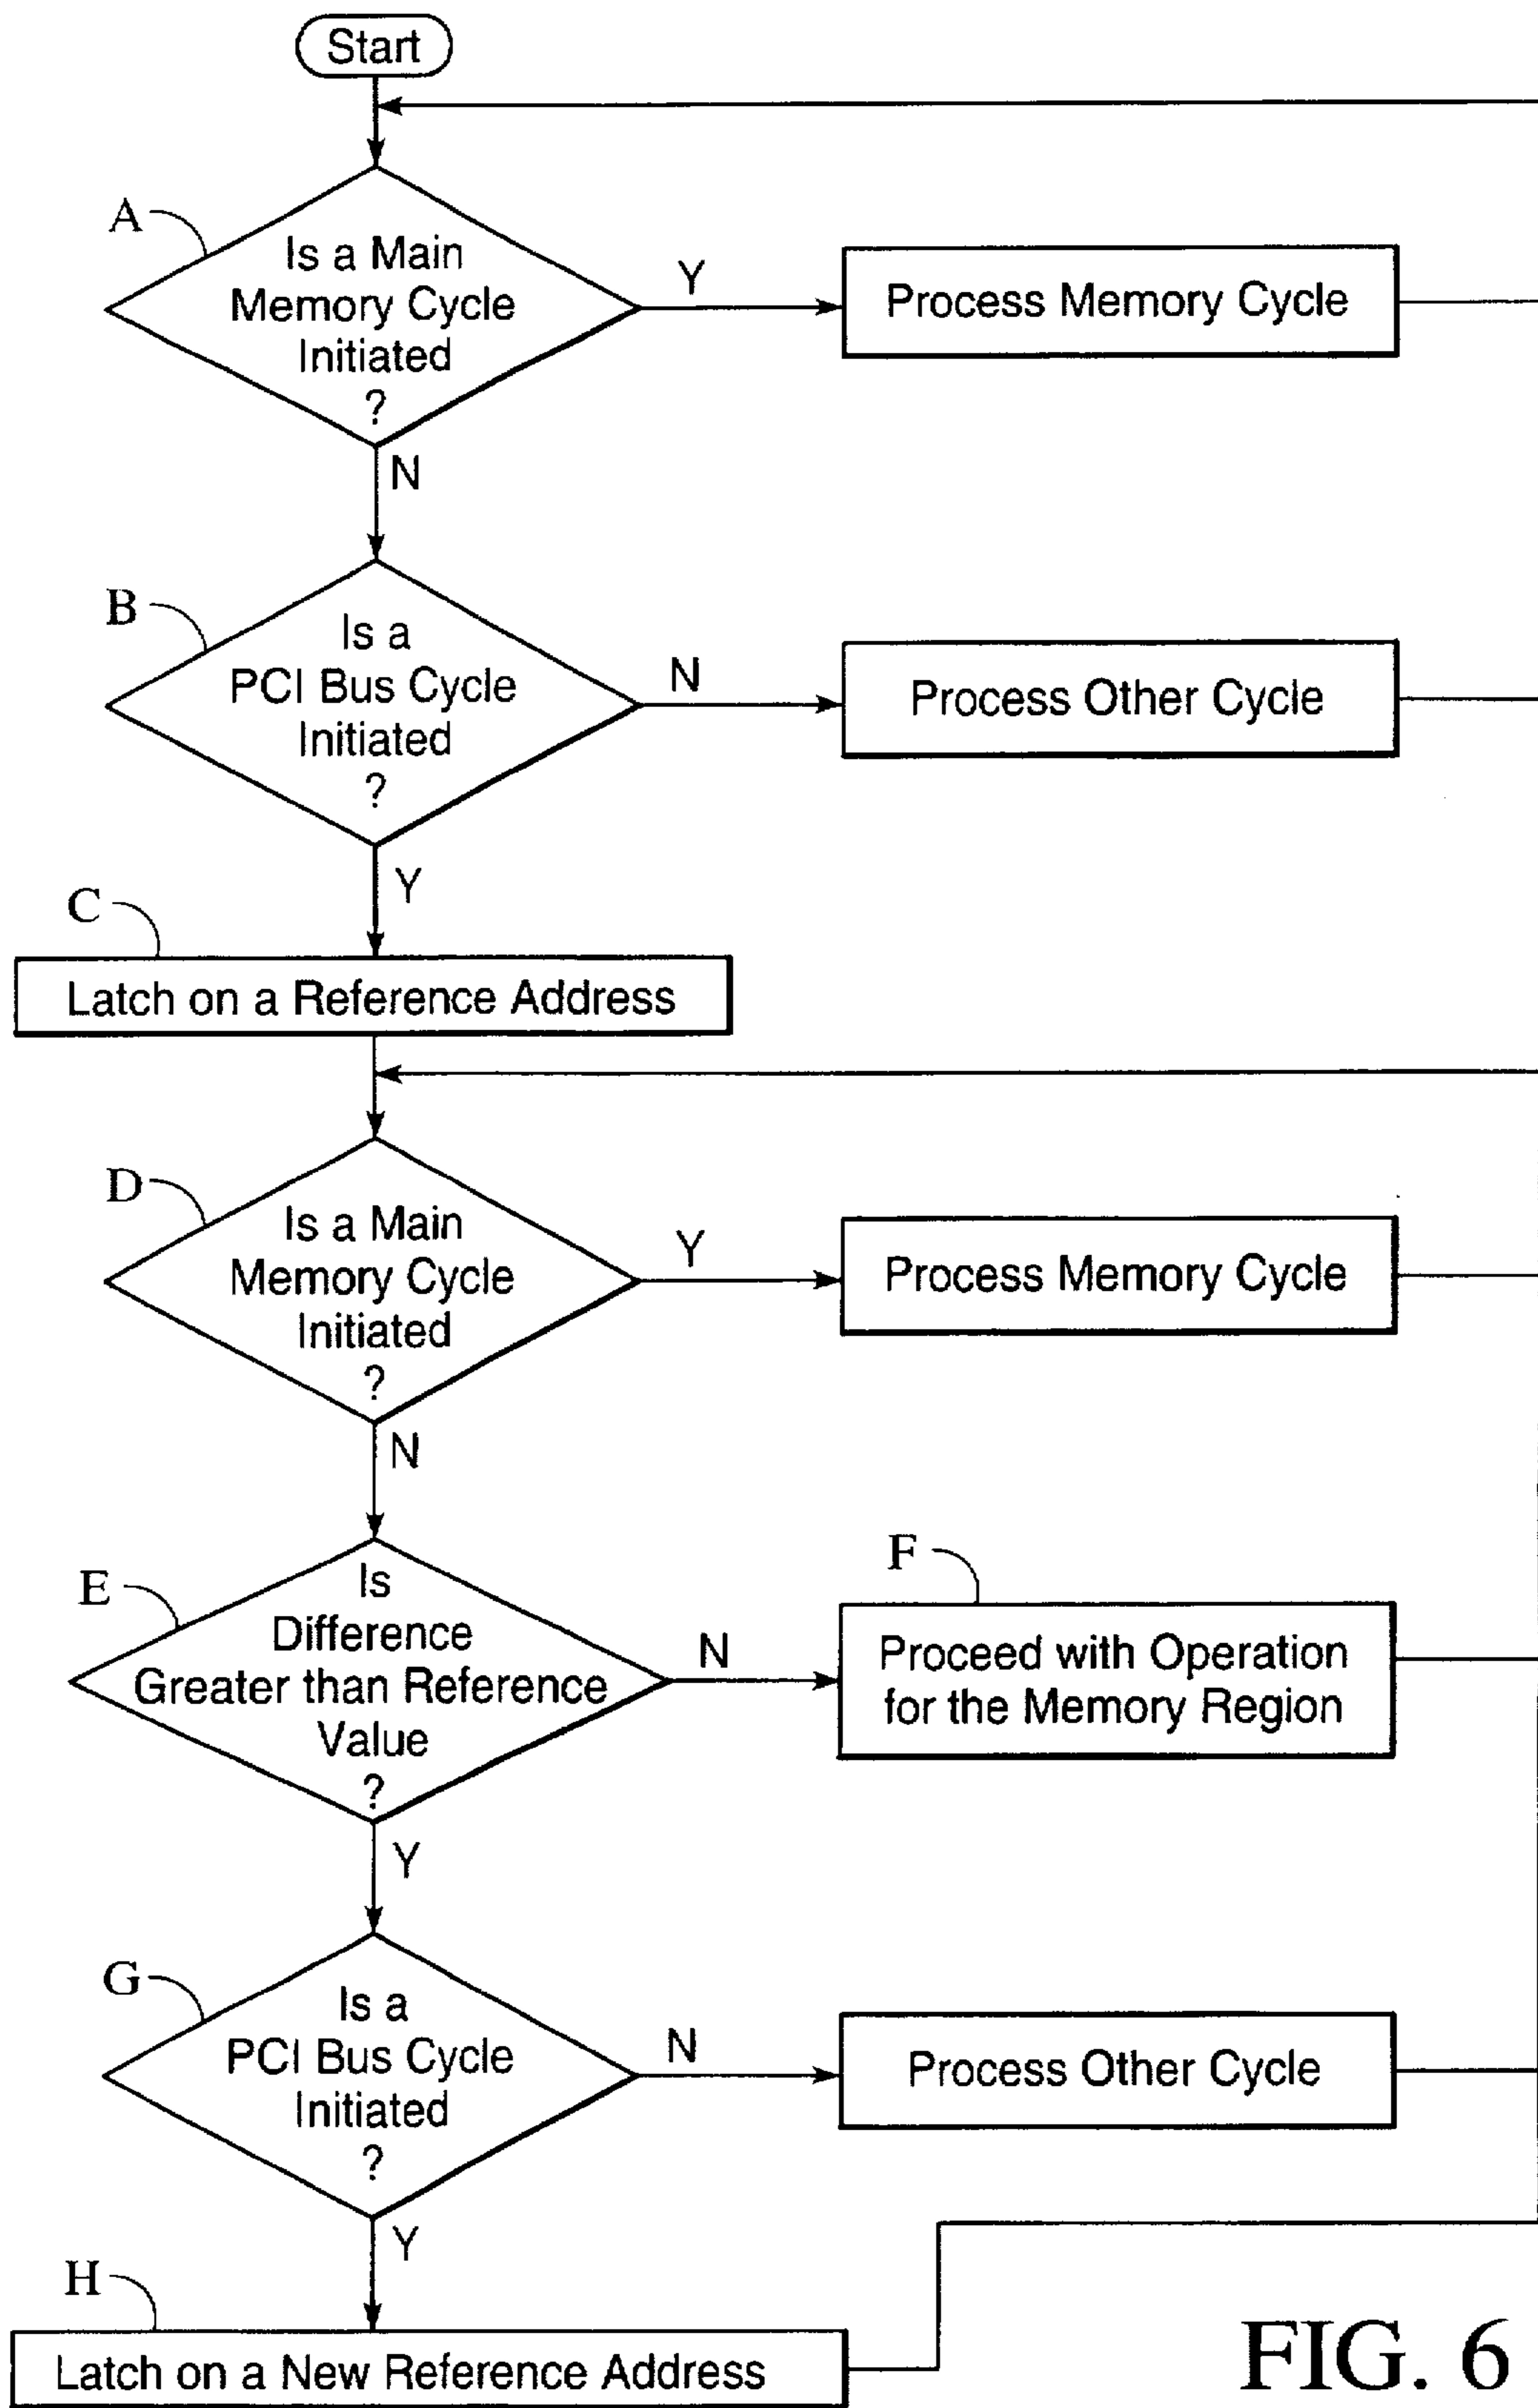 Start
A
Is a Main
Memory Cycle
Initiated
?
Y
Process Memory Cycle
N
B
Is a
PCI Bus Cycle
Initiated
?
N
Process Other Cycle
Y
C
Latch on a Reference Address
D
Is a Main
Memory Cycle
Initiated
?
Y
Process Memory Cycle
N
E
Is
Difference
Greater than Reference
Value
?
N
F
Proceed with Operation
for the Memory Region
Y
G
Is a
PCI Bus Cycle
Initiated
?
N
Process Other Cycle
Y
H
Latch on a New Reference Address
FIG. 6